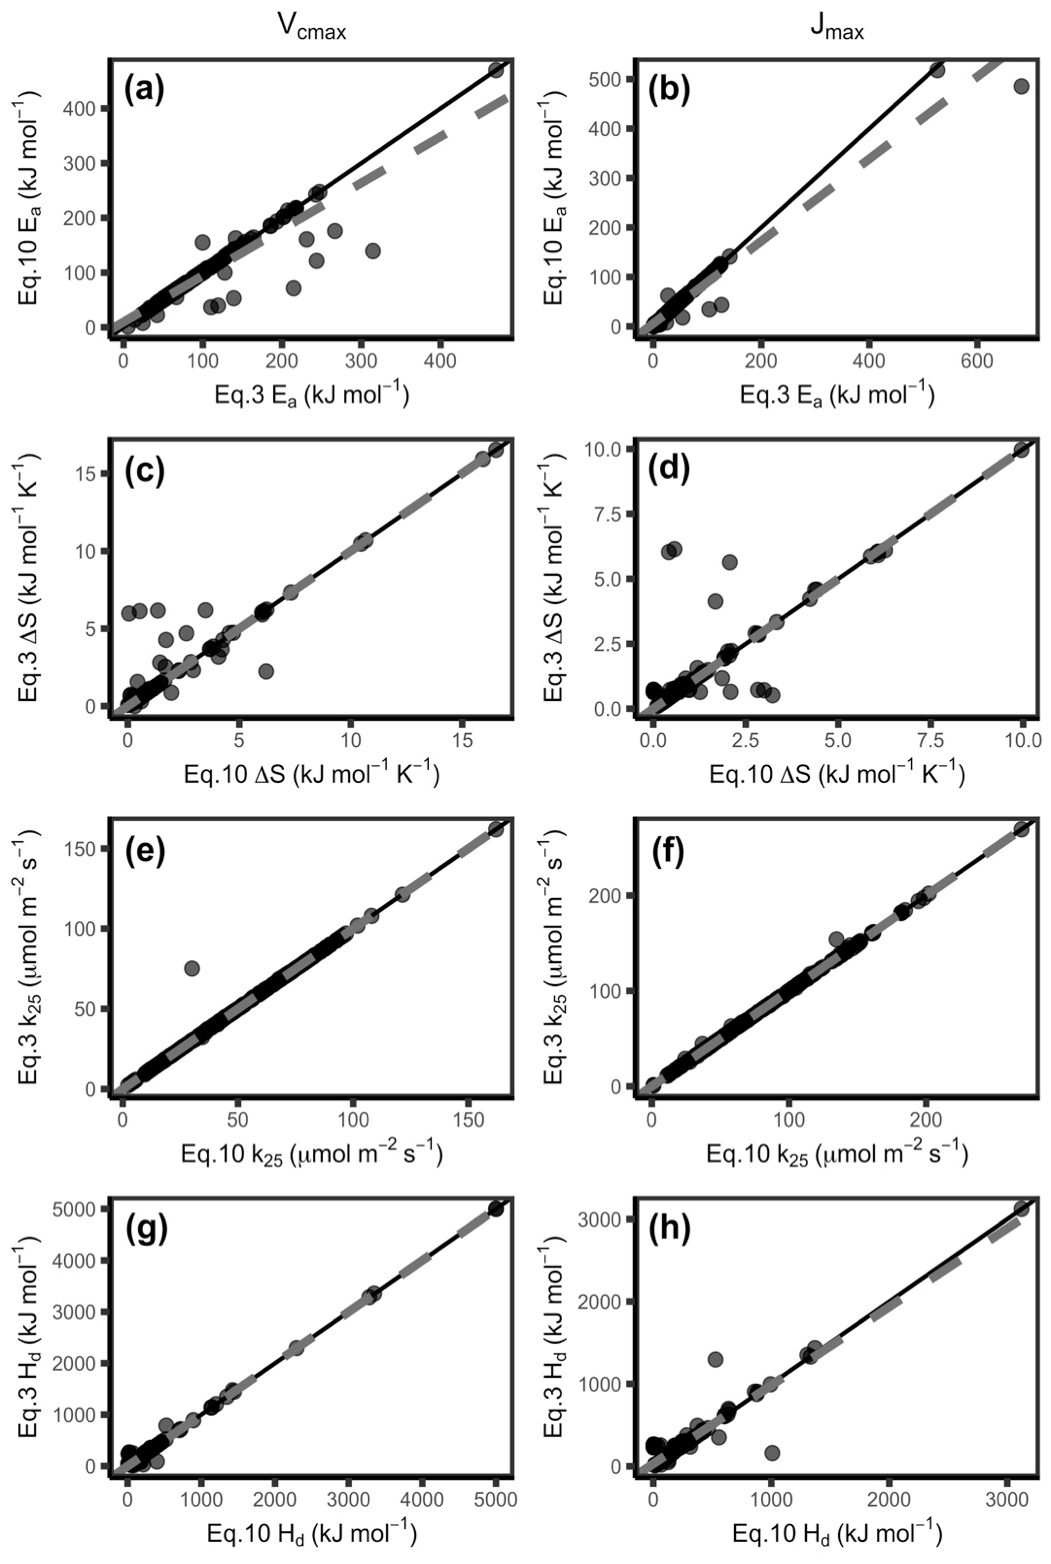 Vcmax
Jmax
(a)
Eq.10 Ea (kJ mol−1)
400
300
200
100
0
0 100 200 300 400
Eq.3 Ea (kJ mol−1)
(b)
Eq.10 Ea (kJ mol−1)
500
400
300
200
100
0
0 200 400 600
Eq.3 Ea (kJ mol−1)
(c)
Eq.3 ΔS (kJ mol−1 K−1)
15
10
5
0
0 5 10 15
Eq.10 ΔS (kJ mol−1 K−1)
(d)
Eq.3 ΔS (kJ mol−1 K−1)
10.0
7.5
5.0
2.5
0.0
0.0 2.5 5.0 7.5 10.0
Eq.10 ΔS (kJ mol−1 K−1)
(e)
Eq.3 k25 (μmol m−2 s−1)
150
100
50
0
0 50 100 150
Eq.10 k25 (μmol m−2 s−1)
(f)
Eq.3 k25 (μmol m−2 s−1)
200
100
0
0 100 200
Eq.10 k25 (μmol m−2 s−1)
(g)
Eq.3 Hd (kJ mol−1)
5000
4000
3000
2000
1000
0
0 1000 2000 3000 4000 5000
Eq.10 Hd (kJ mol−1)
(h)
Eq.3 Hd (kJ mol−1)
3000
2000
1000
0
0 1000 2000 3000
Eq.10 Hd (kJ mol−1)